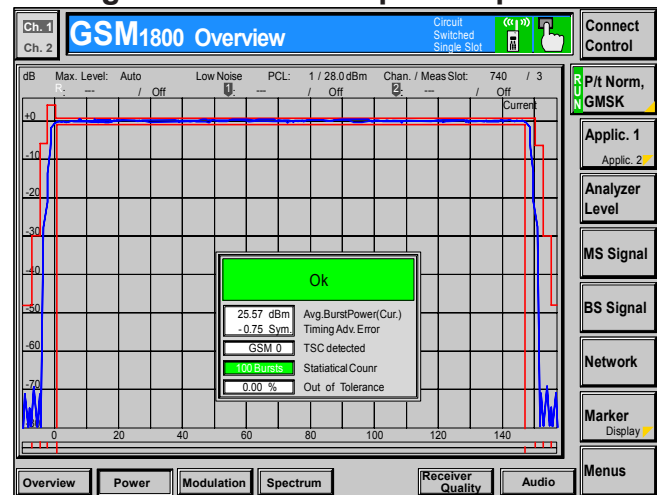 Ch. 1
Ch. 2
GSM1800 Overview
Circuit
Switched
Single Slot
Connect
Control
dB Max. Level: Auto Low Noise PCL: 1 / 28.0 dBm Chan. / Meas Slot: 740 / 3
R : --- / Off 1 : --- / Off 2 : --- / Off
Current
RUN
P/t Norm,
GMSK
Applic. 1
Applic. 2
Analyzer
Level
MS Signal
BS Signal
Network
Marker
Display
Menus
+0
-10
-20
-30
-40
-50
-60
-70
Ok
25.57 dBm Avg.BurstPower(Cur.)
- 0.75 Sym. Timing Adv. Error
GSM 0 TSC detected
100 Bursts Statiatical Counr
0.00 % Out of Tolerance
0 20 40 60 80 100 120 140
Overview
Power
Modulation
Spectrum
Receiver
Quality
Audio